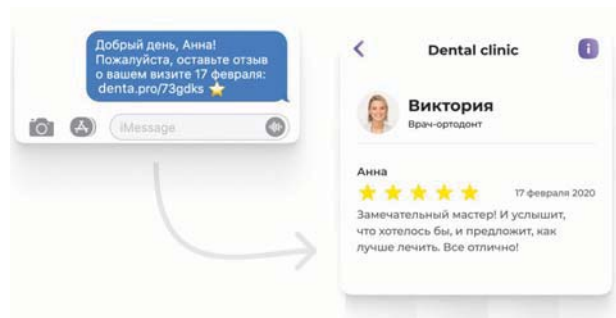 Добрый день, Анна!
Пожалуйста, оставьте отзыв
о вашем визите 17 февраля:
denta.pro/73gdks
iMessage
Dental clinic
i
Виктория
Врач-ортодонт
Анна
17 февраля 2020
Замечательный мастер! И услышит,
что хотелось бы, и предложит, как
лучше лечить. Все отлично!